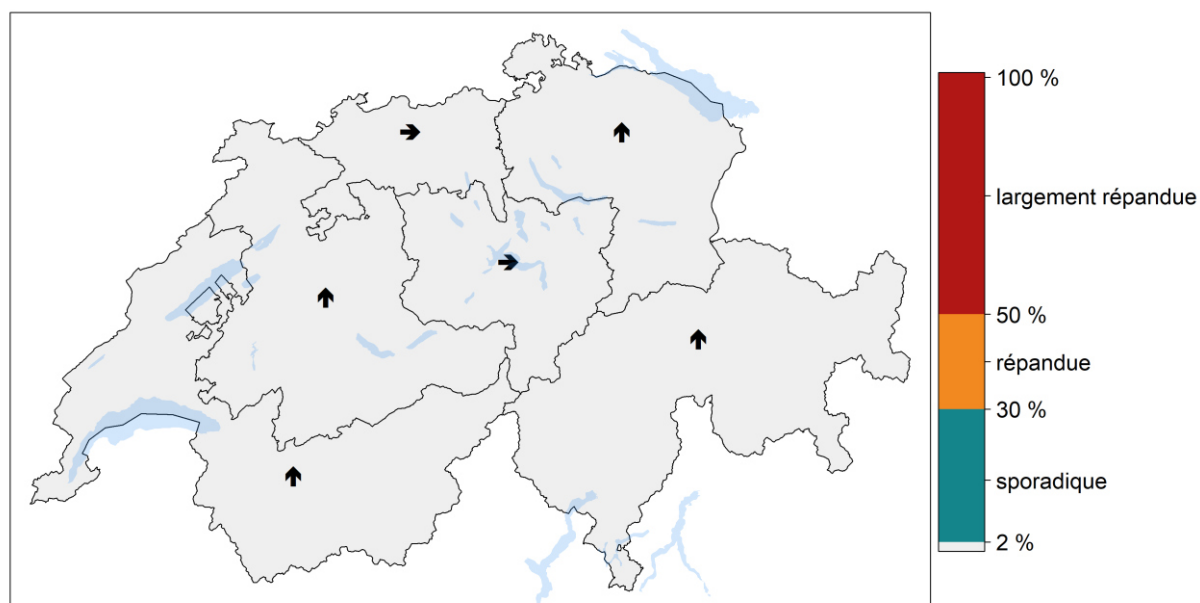 100 %
largement répandue
50 %
répandue
30 %
sporadique
2 %